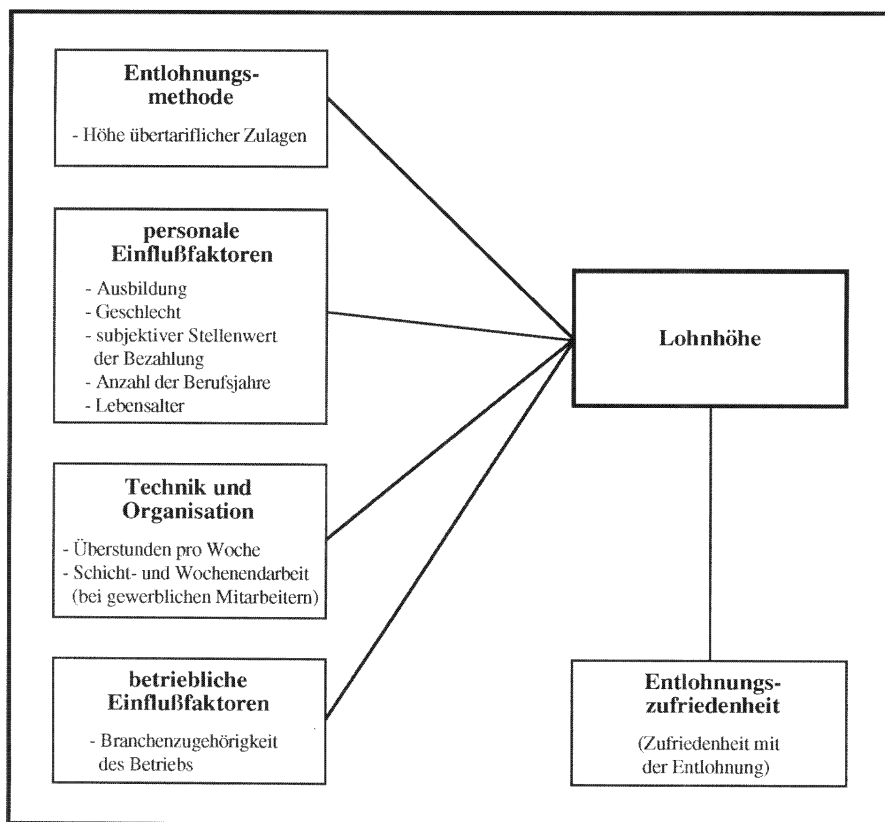 Entlohnungs-
methode
- Höhe übertariflicher Zulagen
personale
Einflußfaktoren
- Ausbildung
- Geschlecht
- subjektiver Stellenwert
der Bezahlung
- Anzahl der Berufsjahre
- Lebensalter
Technik und
Organisation
- Überstunden pro Woche
- Schicht- und Wochenendarbeit
(bei gewerblichen Mitarbeitern)
betriebliche
Einflußfaktoren
- Branchenzugehörigkeit
des Betriebs
Lohnhöhe
Entlohnungs-
zufriedenheit
(Zufriedenheit mit
der Entlohnung)